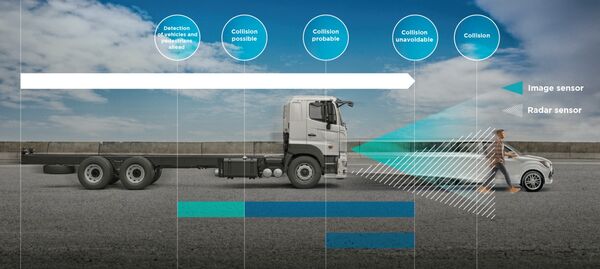 Detection
of vehicles and
pedestrians
ahead
Collision
possible
Collision
probable
Collision
unavoidable
Collision
Image sensor
Radar sensor